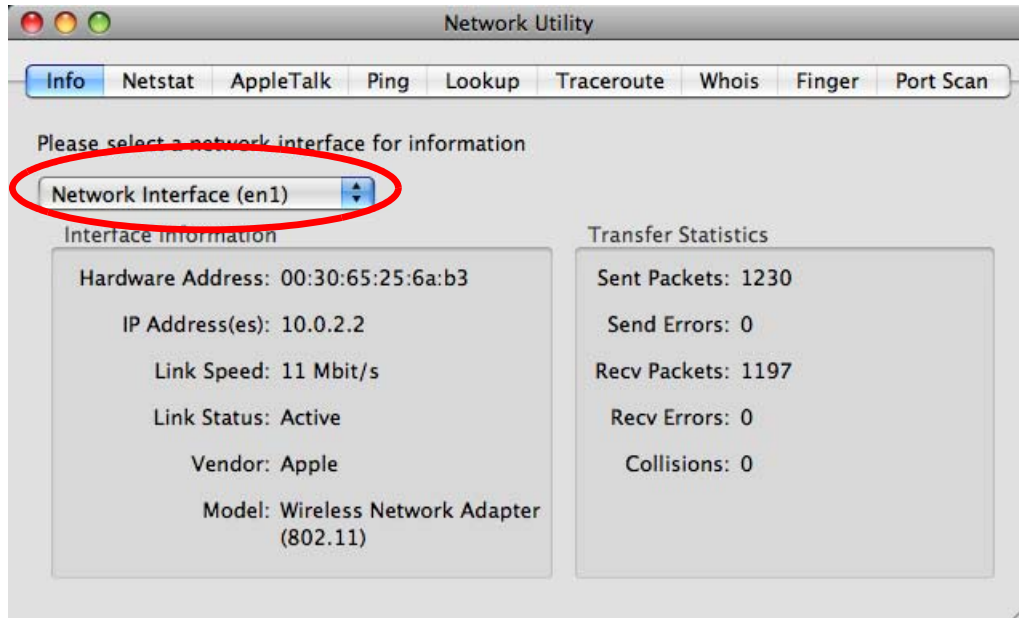 Network Utility
Info Netstat AppleTalk Ping Lookup Traceroute Whois Finger Port Scan
Please select a network interface for information
Network Interface (en1)
Interface Information
Hardware Address: 00:30:65:25:6a:b3
IP Address(es): 10.0.2.2
Link Speed: 11 Mbit/s
Link Status: Active
Vendor: Apple
Model: Wireless Network Adapter
(802.11)
Transfer Statistics
Sent Packets: 1230
Send Errors: 0
Recv Packets: 1197
Recv Errors: 0
Collisions: 0